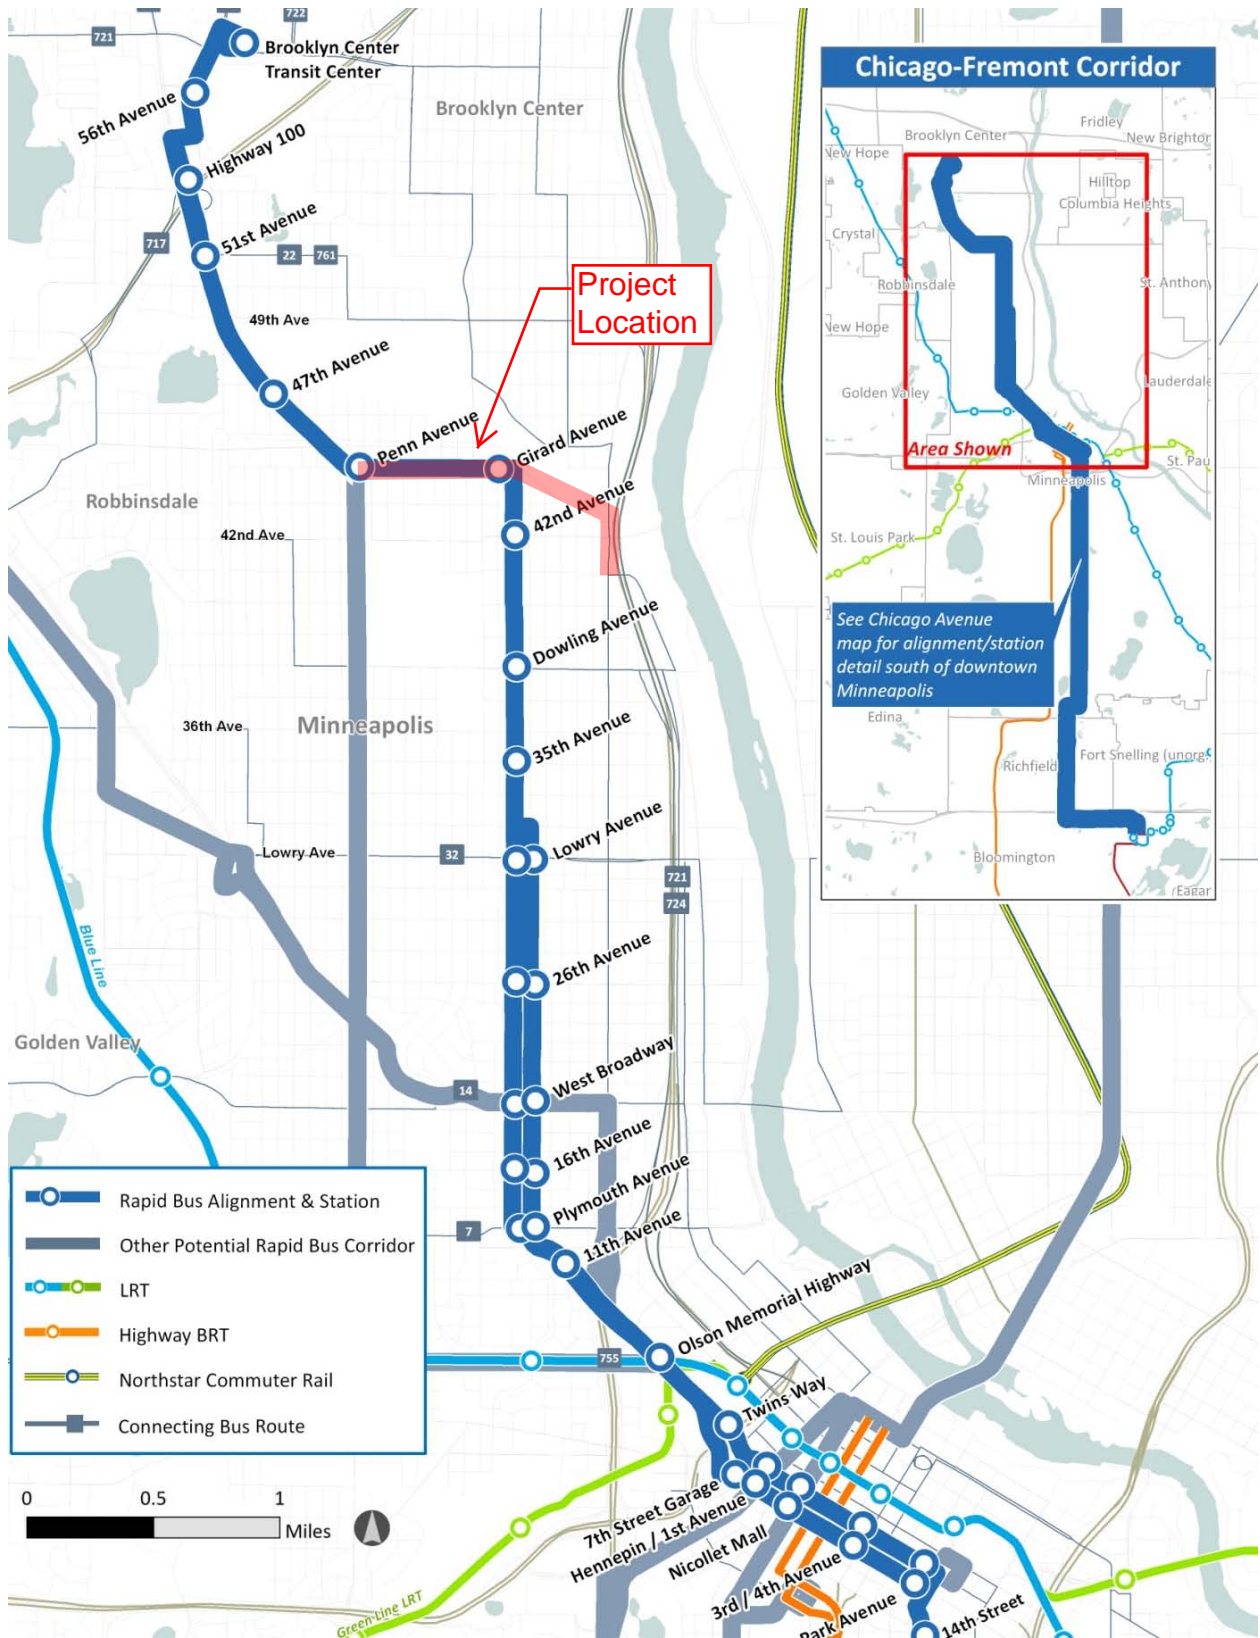 721
722
Brooklyn Center
Transit Center
56th Avenue
Brooklyn Center
Highway 100
51st Avenue
717
22
761
49th Ave
Project
Location
47th Avenue
Penn Avenue
Girard Avenue
Robbinsdale
42nd Avenue
42nd Ave
Dowling Avenue
36th Ave
Minneapolis
35th Avenue
Lowry Ave
32
Lowry Avenue
721
724
Blue Line
26th Avenue
Golden Valley
West Broadway
14
16th Avenue
Plymouth Avenue
7
11th Avenue
Olson Memorial Highway
755
Twins Way
7th Street Garage
Hennepin / 1st Avenue
Nicollet Mall
3rd / 4th Avenue
Park Avenue
14th Street
Green Line LRT
Chicago-Fremont Corridor
Brooklyn Center
Fridley
New Brighton
New Hope
Hilltop
Columbia Heights
Crystal
Robbinsdale
St. Anthony
New Hope
Golden Valley
Lauderdale
Area Shown
St. Pau
Minneapolis
St. Louis Park
See Chicago Avenue
map for alignment/station
detail south of downtown
Minneapolis
Edina
Richfield
Fort Snelling (unorg.
Bloomington
Eagan
Rapid Bus Alignment & Station
Other Potential Rapid Bus Corridor
LRT
Highway BRT
Northstar Commuter Rail
Connecting Bus Route
0 0.5 1
Miles